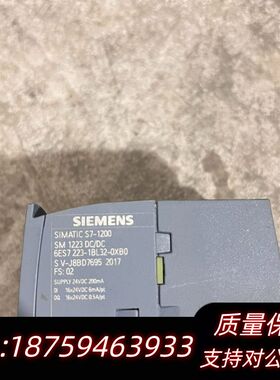 SIEMENS
SIMATIC S7-1200
SM 1223 DC/DC
6ES7 223-1BL32-0XB0
S V-J8BD7695 2017
FS: 02
SUPPLY 24VDC 200mA
DI 16x24VDC 6mA/pt
DQ 16x24VDC 0.5A/pt
质量保
:18759463933
支持对公